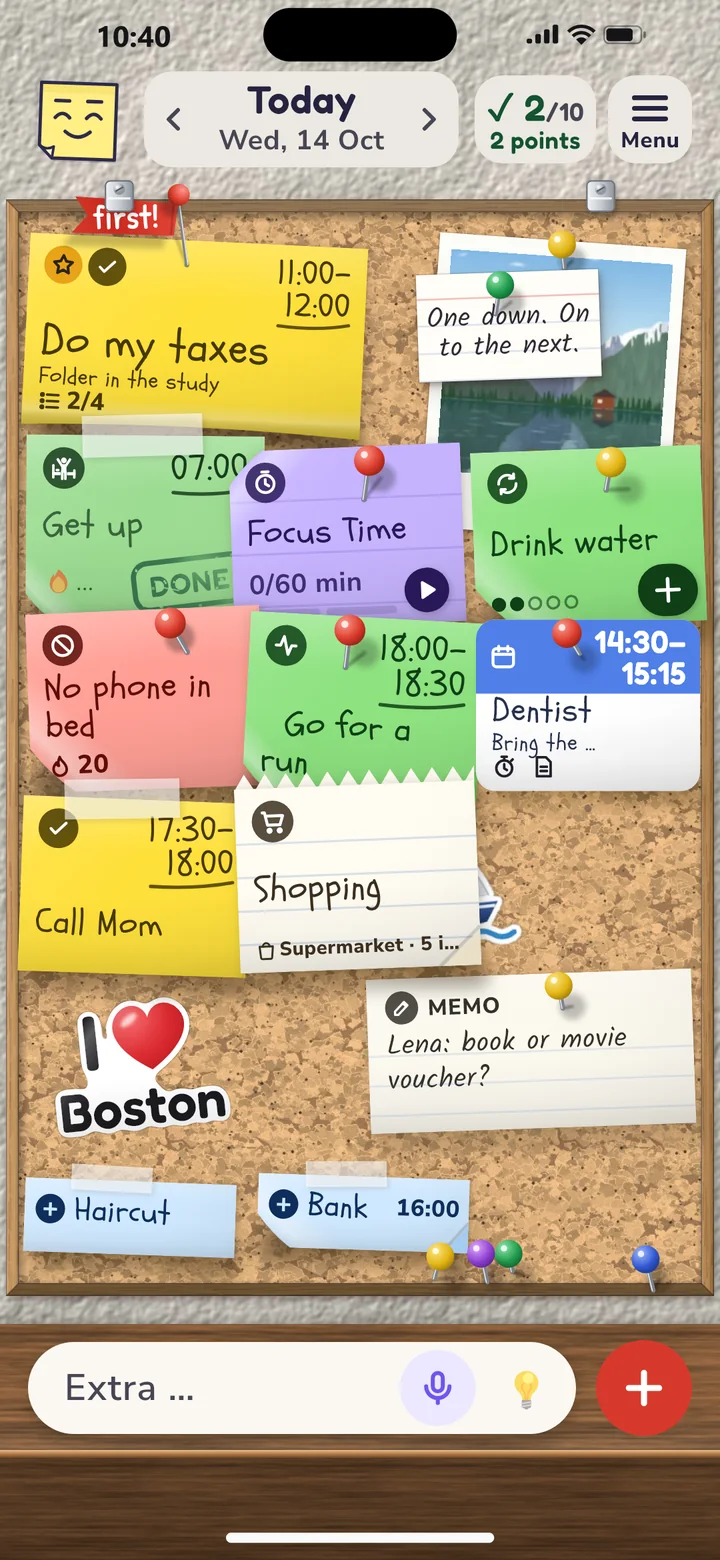 10:40
Today
Wed, 14 Oct
2/10
2 points
Menu
first!
11:00–
12:00
Do my taxes
Folder in the study
2/4
One down. On
to the next.
07:00
Get up
...
DONE
Focus Time
0/60 min
Drink water
No phone in
bed
20
18:00–
18:30
Go for a
run
14:30–
15:15
Dentist
Bring the ...
17:30–
18:00
Call Mom
Shopping
Supermarket · 5 i...
MEMO
Lena: book or movie
voucher?
I
Boston
Haircut
Bank 16:00
Extra ...